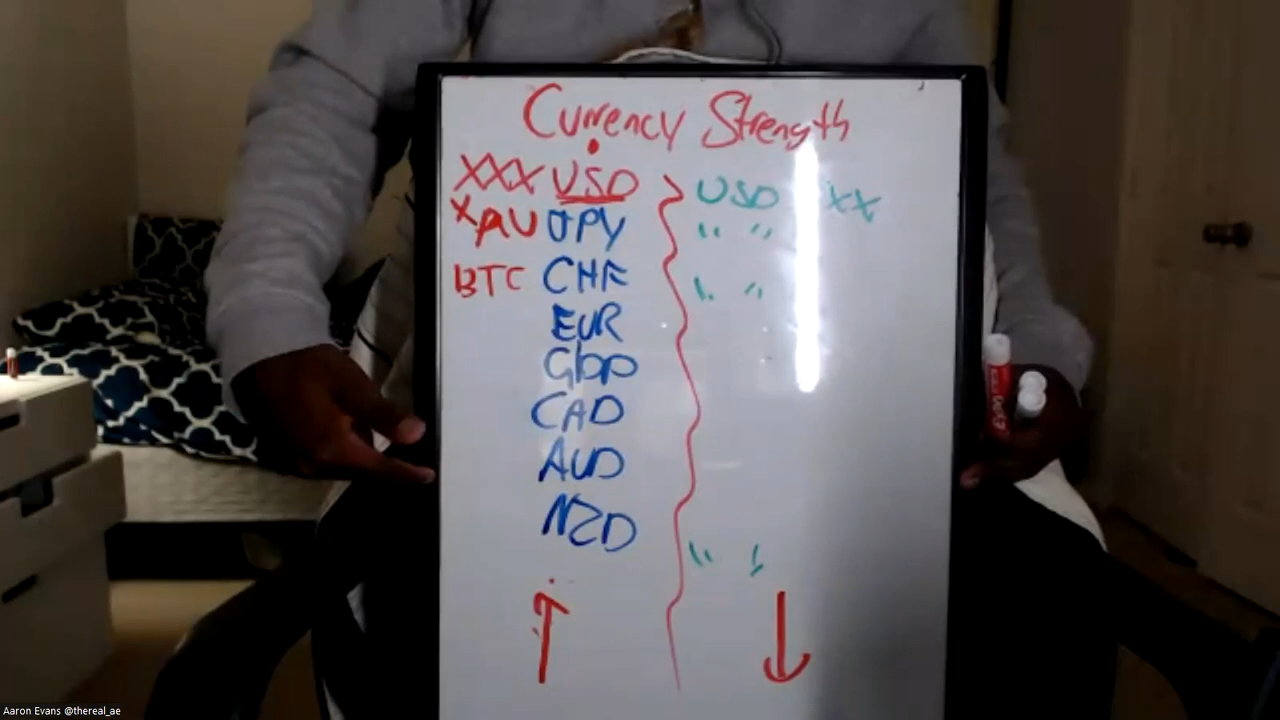 Currency Strength
XXX USD USD XX
XAU JPY " "
BTC CHF " "
EUR
Gbp
CAD
AUD
NZD
" "
Aaron Evans @thereal_ae